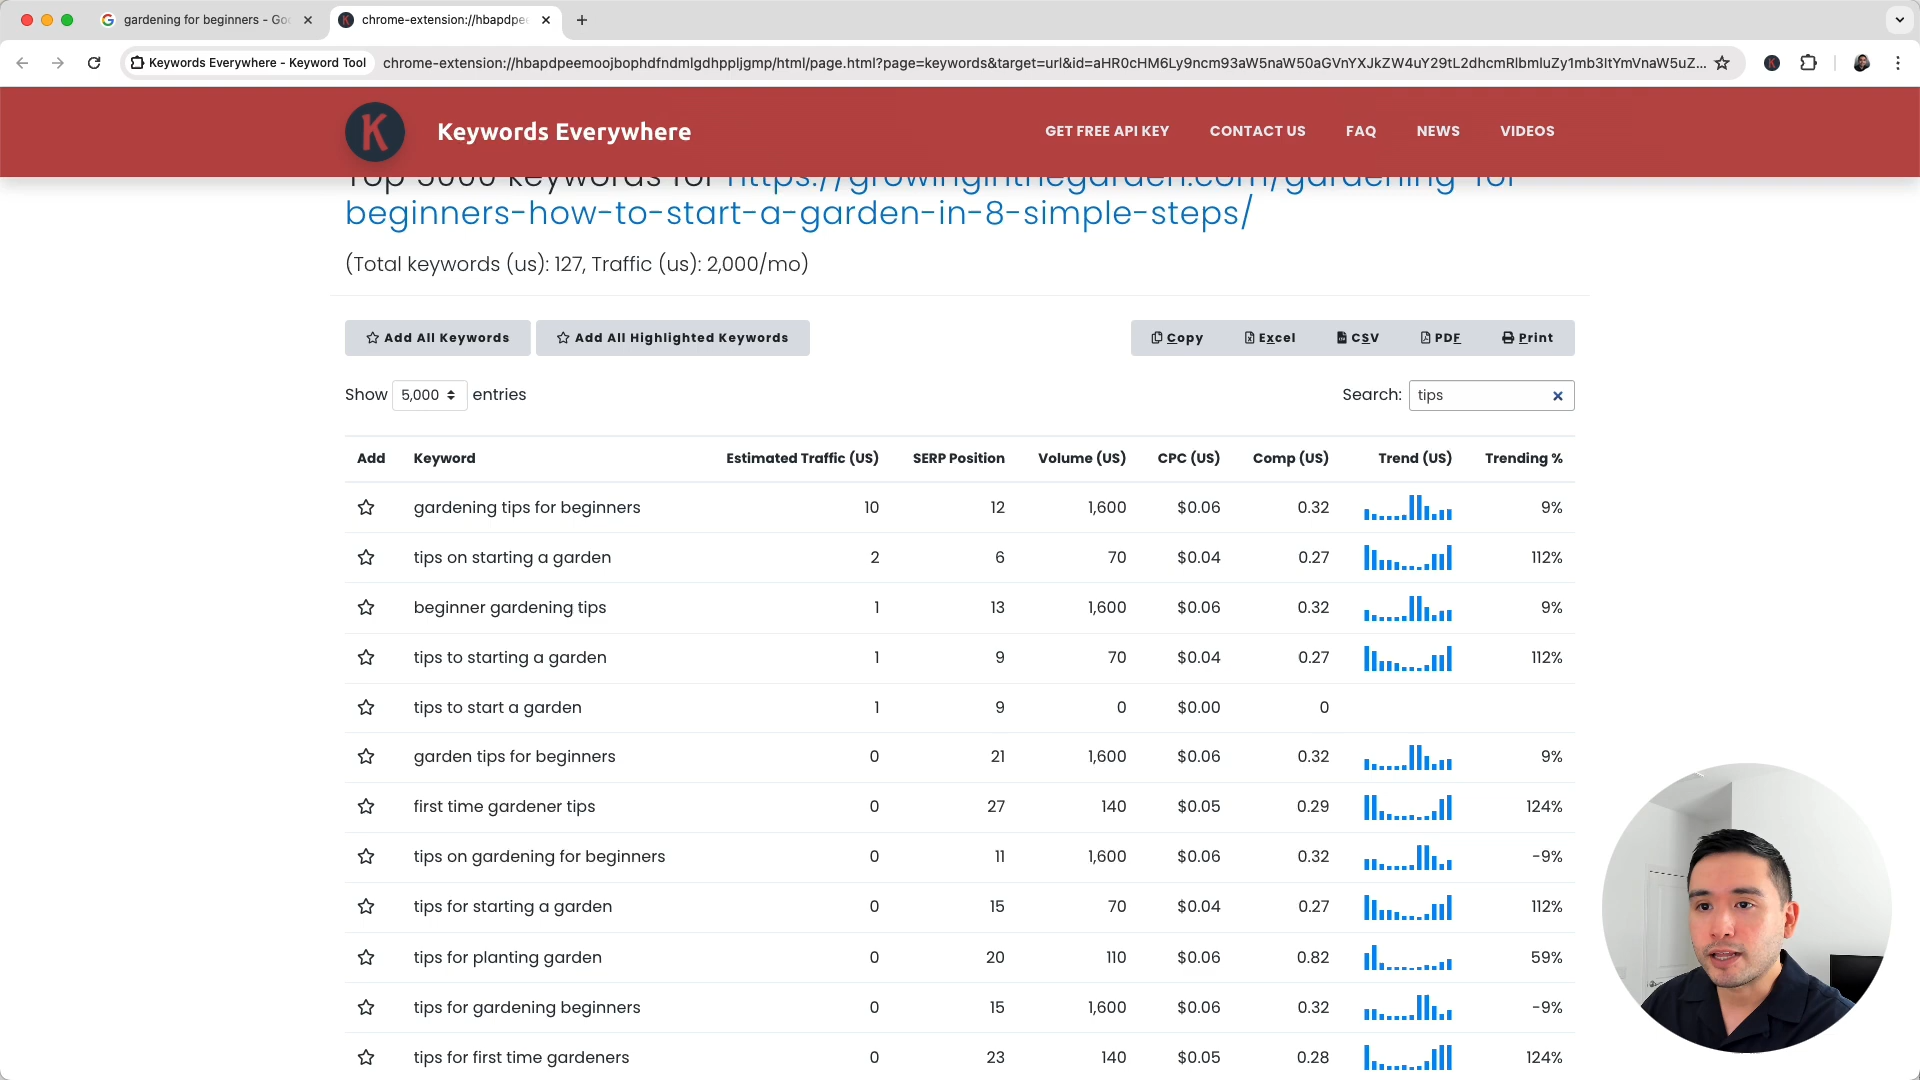 gardening for beginners - Goo
chrome-extension://hbapdpee
Keywords Everywhere - Keyword Tool
chrome-extension://hbapdpeemoojbophdfndmlgdhppljgmp/html/page.html?page=keywords&target=url&id=aHR0cHM6Ly9ncm93aW5naW50aGVnYXJkZW4uY29tL2dhcmRlbmluZy1mb3ItYmVnaW5uZ...
K
Keywords Everywhere
GET FREE API KEY
CONTACT US
FAQ
NEWS
VIDEOS
Top 5000 keywords for https://growinginthegarden.com/gardening-for-
beginners-how-to-start-a-garden-in-8-simple-steps/
(Total keywords (us): 127, Traffic (us): 2,000/mo)
Add All Keywords
Add All Highlighted Keywords
Copy
Excel
CSV
PDF
Print
Show 5,000 entries
Search: tips
Add Keyword Estimated Traffic (US) SERP Position Volume (US) CPC (US) Comp (US) Trend (US) Trending %
gardening tips for beginners 10 12 1,600 $0.06 0.32 9%
tips on starting a garden 2 6 70 $0.04 0.27 112%
beginner gardening tips 1 13 1,600 $0.06 0.32 9%
tips to starting a garden 1 9 70 $0.04 0.27 112%
tips to start a garden 1 9 0 $0.00 0
garden tips for beginners 0 21 1,600 $0.06 0.32 9%
first time gardener tips 0 27 140 $0.05 0.29 124%
tips on gardening for beginners 0 11 1,600 $0.06 0.32 -9%
tips for starting a garden 0 15 70 $0.04 0.27 112%
tips for planting garden 0 20 110 $0.06 0.82 59%
tips for gardening beginners 0 15 1,600 $0.06 0.32 -9%
tips for first time gardeners 0 23 140 $0.05 0.28 124%